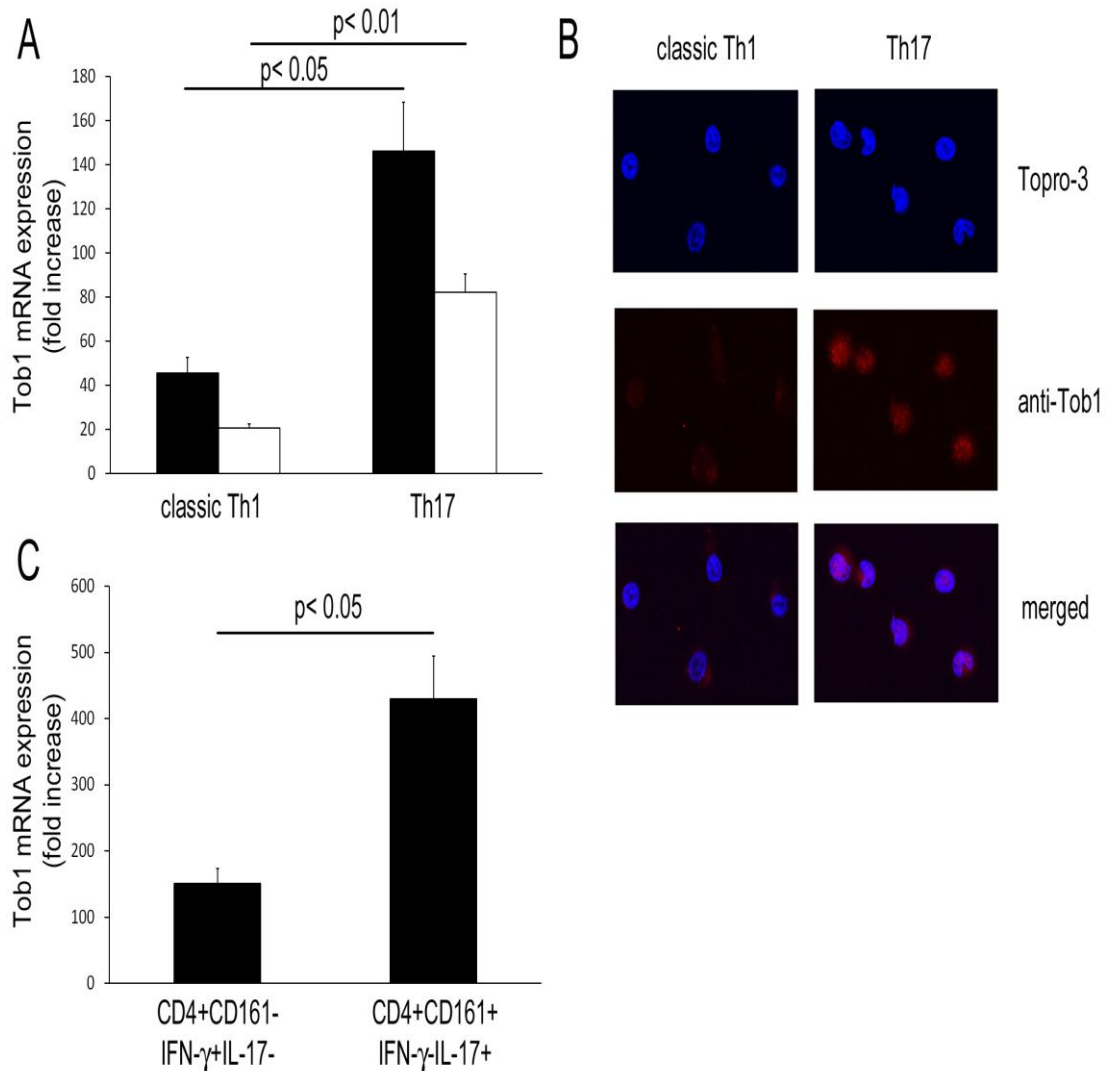 A
p< 0.01
p< 0.05
Tob1 mRNA expression
(fold increase)
180
160
140
120
100
80
60
40
20
0
classic Th1
Th17
B
classic Th1
Th17
Topro-3
anti-Tob1
merged
C
p< 0.05
Tob1 mRNA expression
(fold increase)
600
500
400
300
200
100
0
CD4+CD161-
IFN-γ+IL-17-
CD4+CD161+
IFN-γ-IL-17+